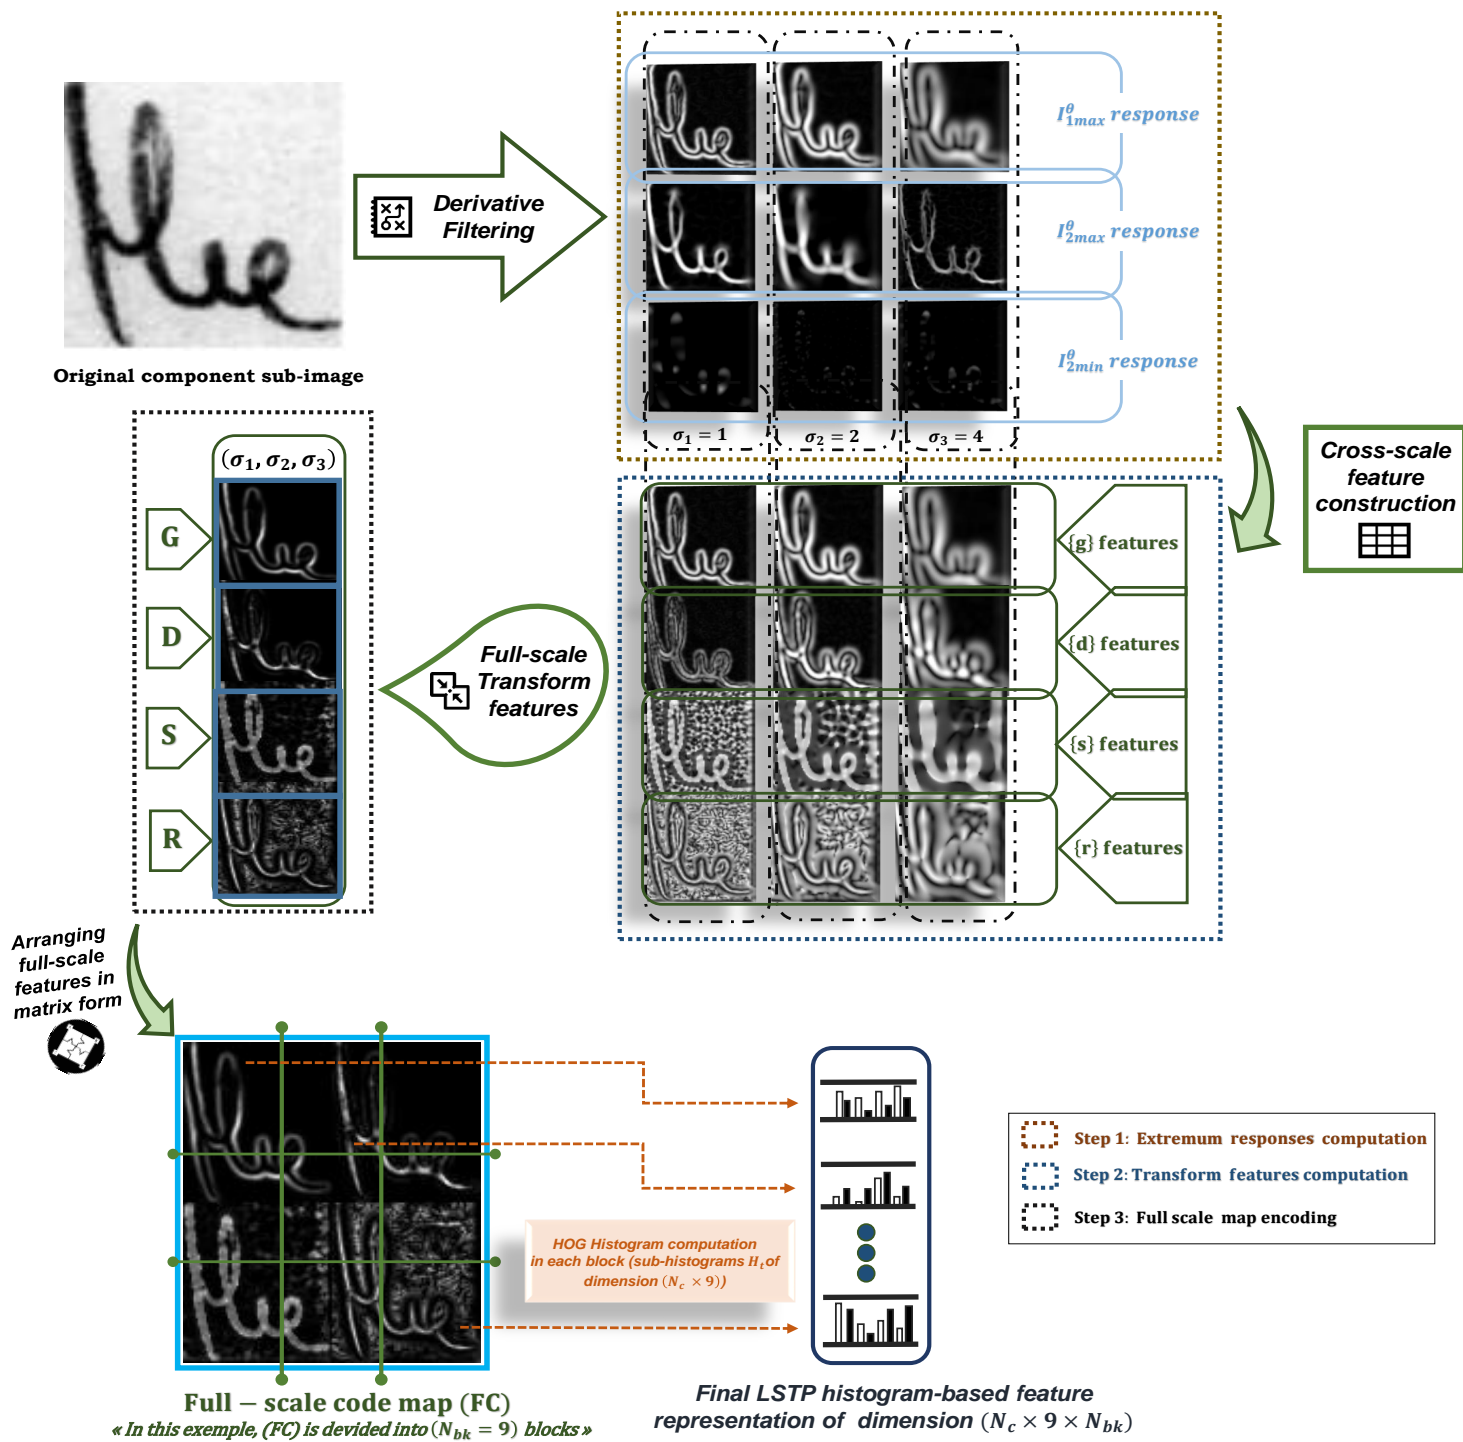 Original component sub-image
Derivative
Filtering
I^θ_1max response
I^θ_2max response
I^θ_2min response
σ₁ = 1
σ₂ = 2
σ₃ = 4
Cross-scale
feature
construction
{g} features
{d} features
{s} features
{r} features
Full-scale
Transform
features
(σ₁, σ₂, σ₃)
G
D
S
R
Arranging
full-scale
features in
matrix form
Full – scale code map (FC)
« In this exemple, (FC) is devided into (N_bk = 9) blocks »
HOG Histogram computation
in each block (sub-histograms H_t of
dimension (N_c × 9))
Final LSTP histogram-based feature
representation of dimension (N_c × 9 × N_bk)
Step 1: Extremum responses computation
Step 2: Transform features computation
Step 3: Full scale map encoding